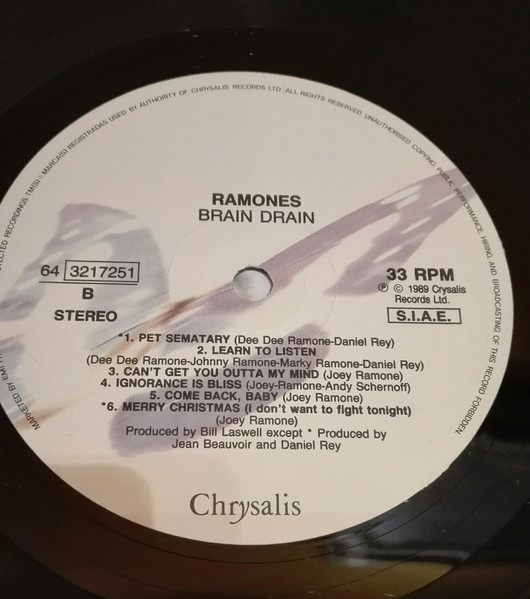 PROTECTED RECORDINGS.TM(S) ® MARCA(S) REGISTRADAS USED BY AUTHORITY OF CHRYSALIS RECORDS LTD. ALL RIGHTS RESERVED. UNAUTHORISED COPYING, PUBLIC PERFORMANCE, HIRING, AND BROADCASTING OF THIS RECORD FORBIDDEN.
RAMONES
BRAIN DRAIN
64 3217251
B
STEREO
33 RPM
℗ © 1989 Crysalis
Records Ltd.
S.I.A.E.
*1. PET SEMATARY (Dee Dee Ramone-Daniel Rey)
2. LEARN TO LISTEN
(Dee Dee Ramone-Johnny Ramone-Marky Ramone-Daniel Rey)
3. CAN'T GET YOU OUTTA MY MIND (Joey Ramone)
4. IGNORANCE IS BLISS (Joey-Ramone-Andy Schernoff)
5. COME BACK, BABY (Joey Ramone)
*6. MERRY CHRISTMAS (I don't want to fight tonight)
(Joey Ramone)
Produced by Bill Laswell except * Produced by
Jean Beauvoir and Daniel Rey
MARKETED BY EMI
Chrysalis